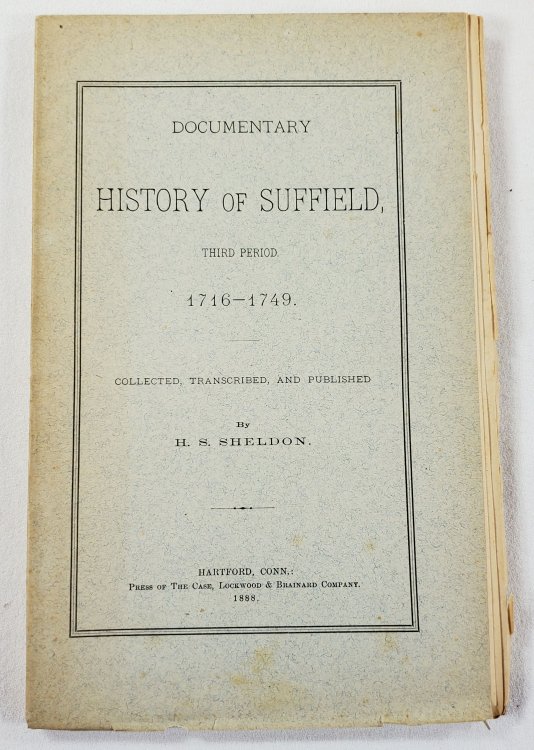 DOCUMENTARY
HISTORY OF SUFFIELD,
THIRD PERIOD.
1716–1749.
COLLECTED, TRANSCRIBED, AND PUBLISHED
By
H. S. SHELDON.
HARTFORD, CONN.:
PRESS OF THE CASE, LOCKWOOD & BRAINARD COMPANY.
1888.